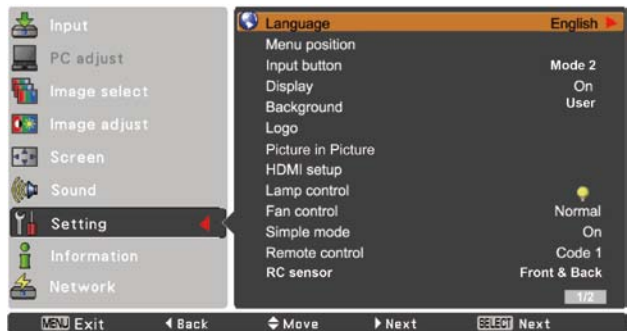 Input
PC adjust
Image select
Image adjust
Screen
Sound
Setting
Information
Network
Language English
Menu position
Input button Mode 2
Display On
Background User
Logo
Picture in Picture
HDMI setup
Lamp control
Fan control Normal
Simple mode On
Remote control Code 1
RC sensor Front & Back
1/2
MENU Exit Back Move Next SELECT Next